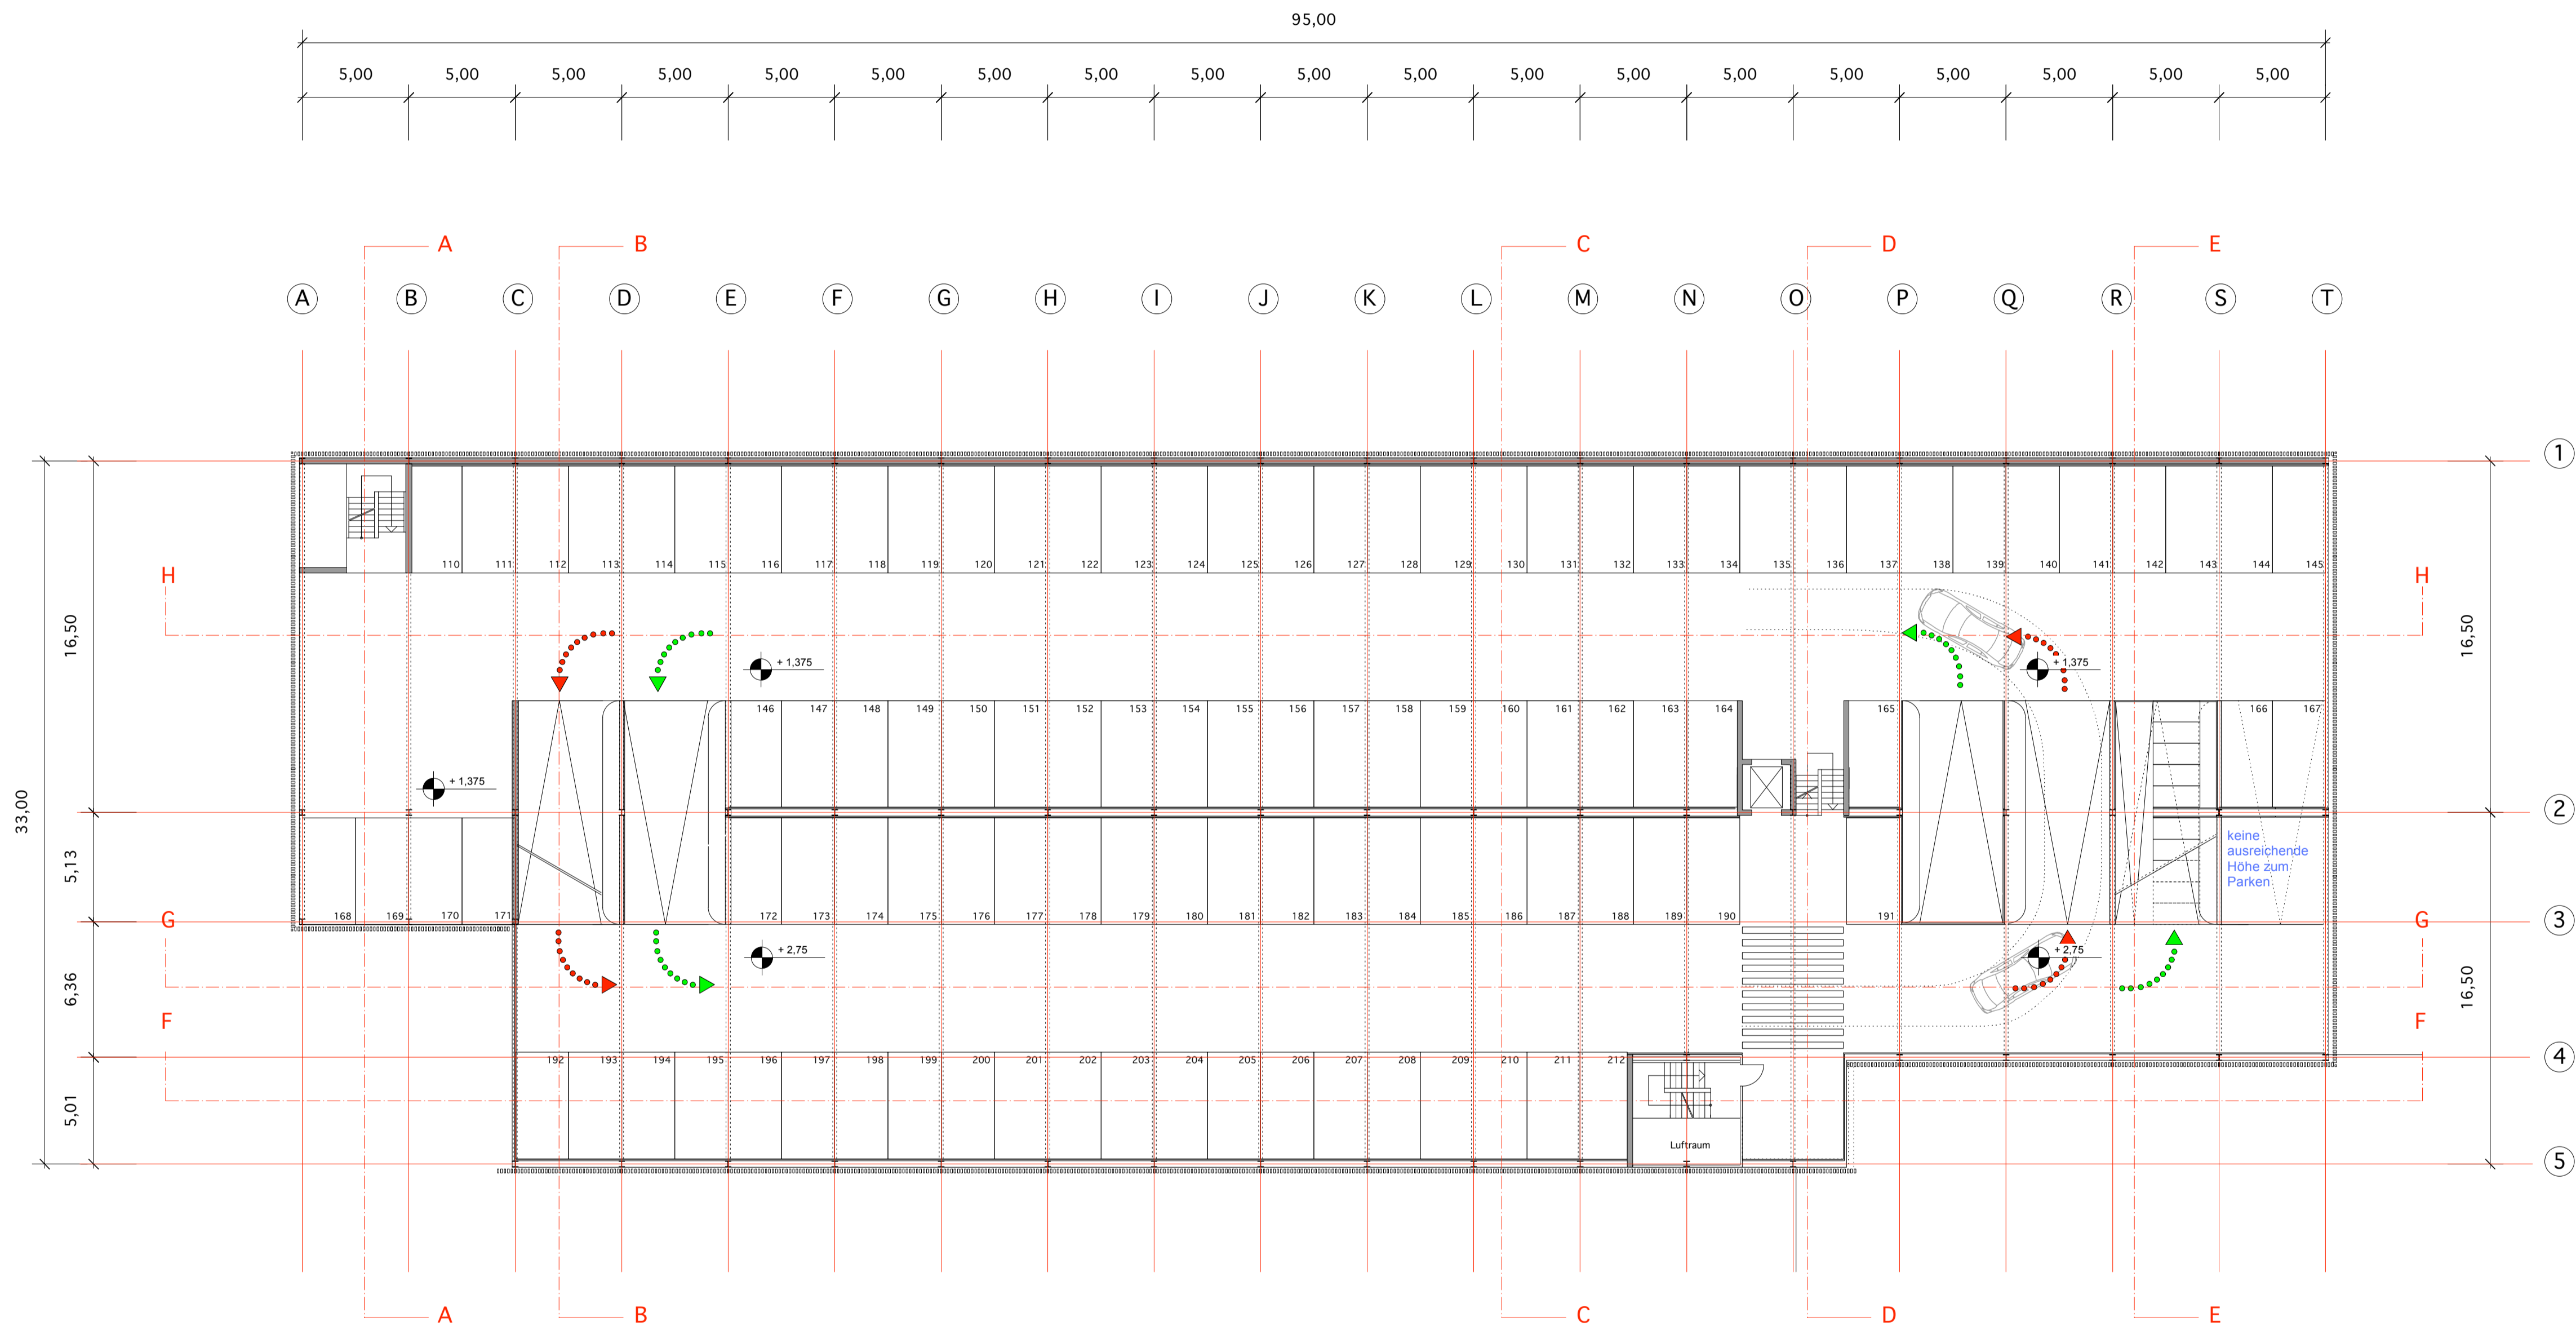 95,00
5,00 5,00 5,00 5,00 5,00 5,00 5,00 5,00 5,00 5,00 5,00 5,00 5,00 5,00 5,00 5,00 5,00 5,00 5,00
A B C D E
A B C D E F G H I J K L M N O P Q R S T
1
110 111 112 113 114 115 116 117 118 119 120 121 122 123 124 125 126 127 128 129 130 131 132 133 134 135 136 137 138 139 140 141 142 143 144 145
H H
16,50 16,50
+ 1,375 + 1,375
146 147 148 149 150 151 152 153 154 155 156 157 158 159 160 161 162 163 164 165 166 167
+ 1,375
33,00
2
keine
ausreichende
Höhe zum
Parken
5,13
168 169 170 171 172 173 174 175 176 177 178 179 180 181 182 183 184 185 186 187 188 189 190 191
G G
3
+ 2,75 + 2,75
6,36 16,50
F F
4
192 193 194 195 196 197 198 199 200 201 202 203 204 205 206 207 208 209 210 211 212
5,01
Luftraum
5
A B C D E